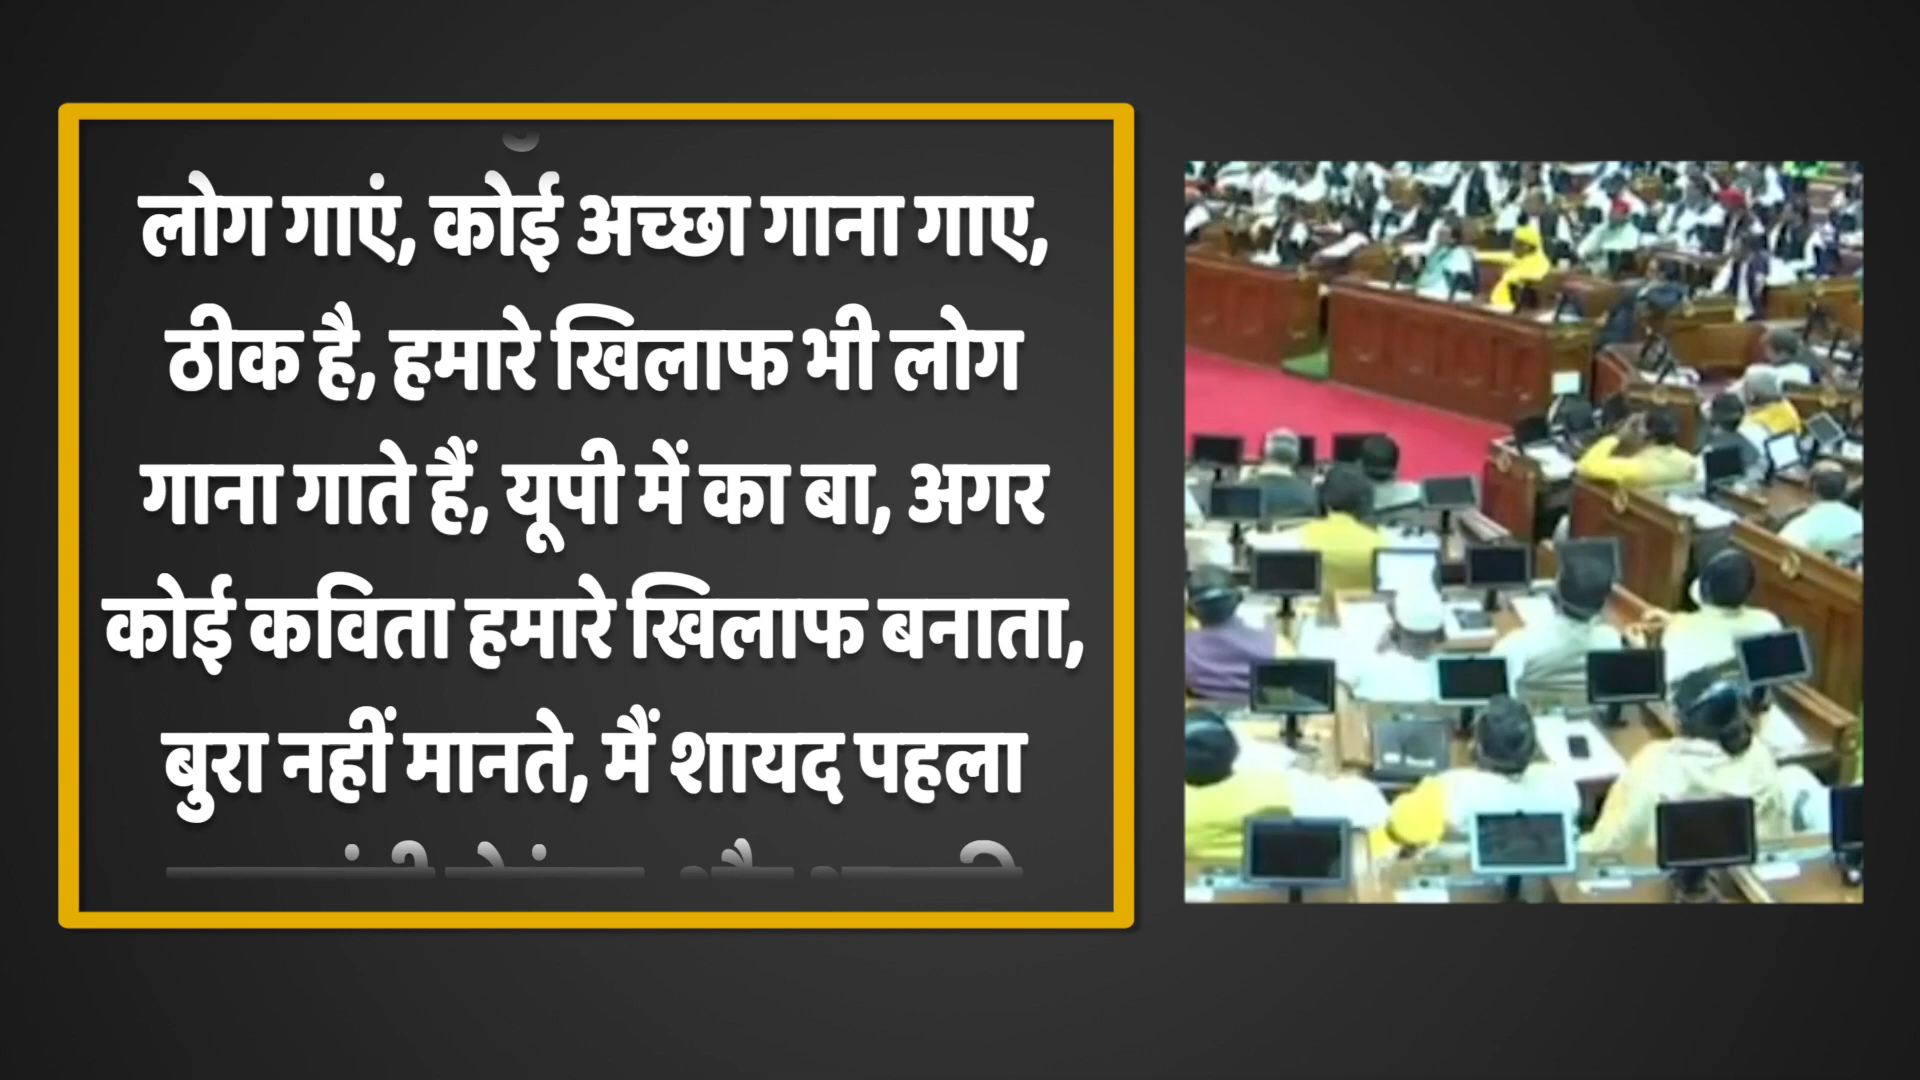 लोग गाएं, कोई अच्छा गाना गाए,
ठीक है, हमारे खिलाफ भी लोग
गाना गाते हैं, यूपी में का बा, अगर
कोई कविता हमारे खिलाफ बनाता,
बुरा नहीं मानते, मैं शायद पहला